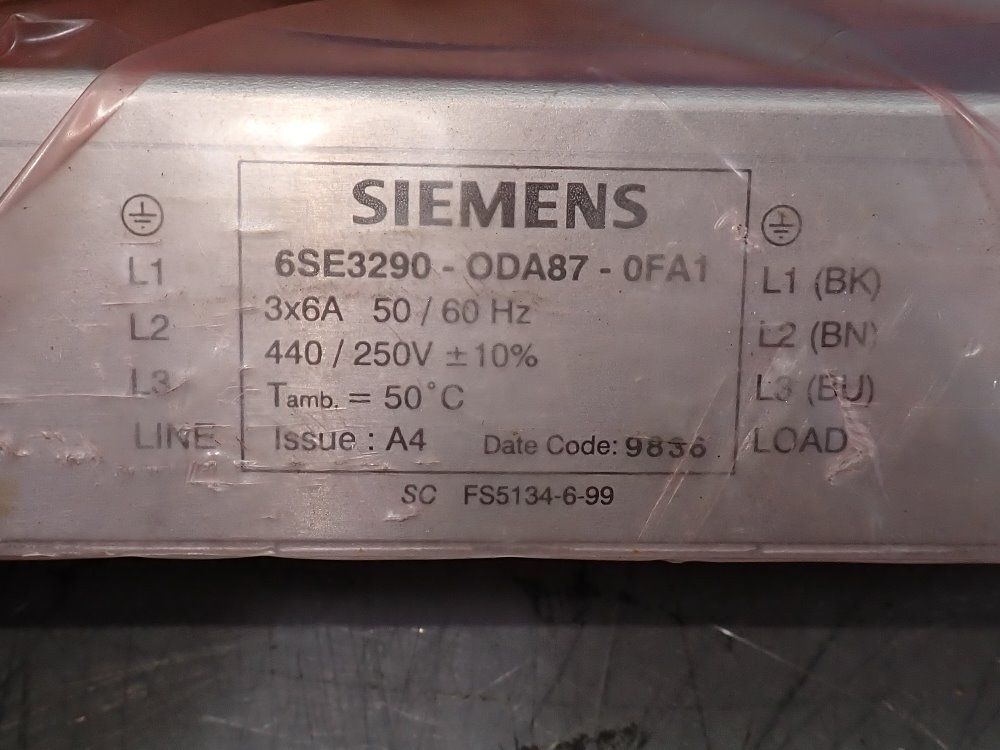 SIEMENS
6SE3290 - ODA87 - 0FA1
3x6A 50 / 60 Hz
440 / 250V ±10%
Tamb. = 50°C
Issue : A4 Date Code: 9836
SC FS5134-6-99
L1
L2
L3
LINE
L1 (BK)
L2 (BN)
L3 (BU)
LOAD